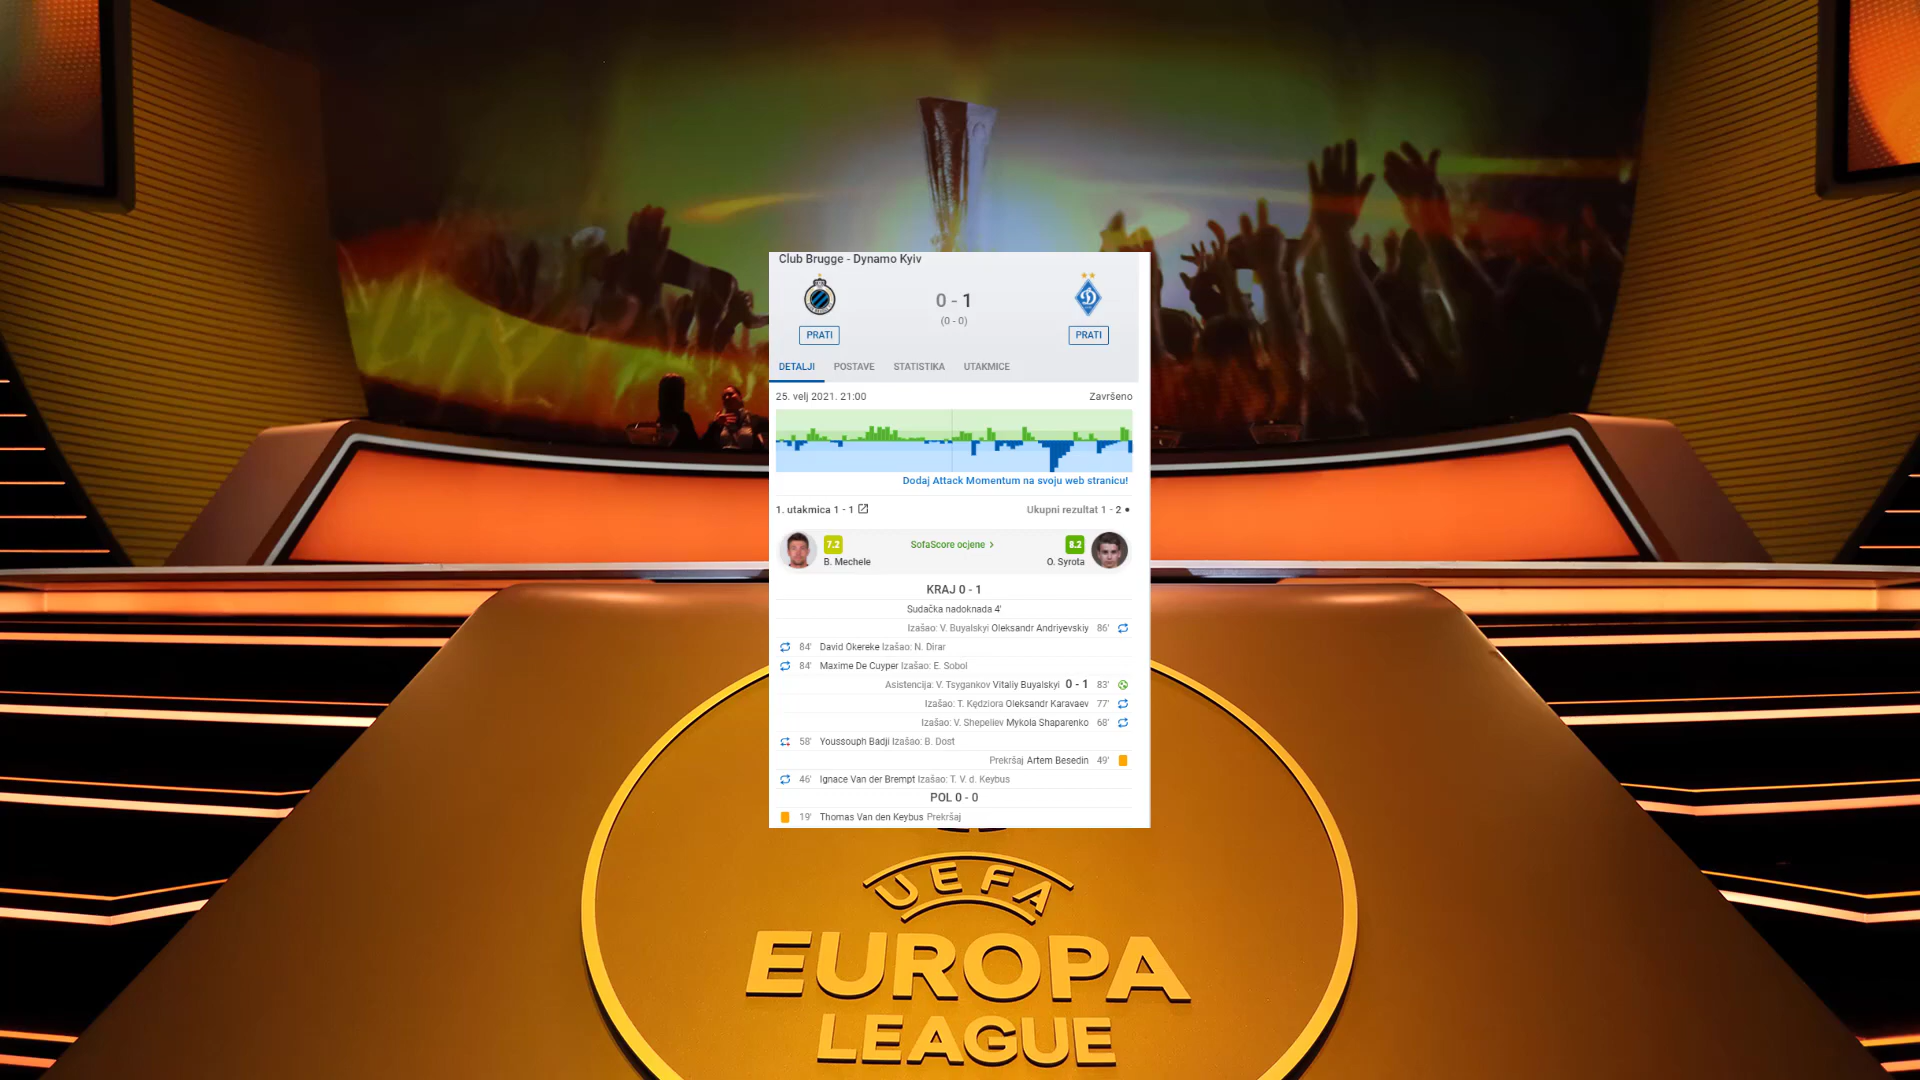 Club Brugge - Dynamo Kyiv
0 - 1
(0 - 0)
PRATI
PRATI
DETALJI POSTAVE STATISTIKA UTAKMICE
25. velj 2021. 21:00 Završeno
Dodaj Attack Momentum na svoju web stranicu!
1. utakmica 1 - 1 Ukupni rezultat 1 - 2
7.2 SofaScore ocjene > 8.2
B. Mechele O. Syrota
KRAJ 0 - 1
Sudačka nadoknada 4'
Izašao: V. Buyalskyi Oleksandr Andriyevskiy 86'
84' David Okereke Izašao: N. Dirar
84' Maxime De Cuyper Izašao: E. Sobol
Asistencija: V. Tsygankov Vitaliy Buyalskyi 0 - 1 83'
Izašao: T. Kędziora Oleksandr Karavaev 77'
Izašao: V. Shepeliev Mykola Shaparenko 68'
58' Youssouph Badji Izašao: B. Dost
Prekršaj Artem Besedin 49'
46' Ignace Van der Brempt Izašao: T. V. d. Keybus
POL 0 - 0
19' Thomas Van den Keybus Prekršaj
UEFA
EUROPA
LEAGUE